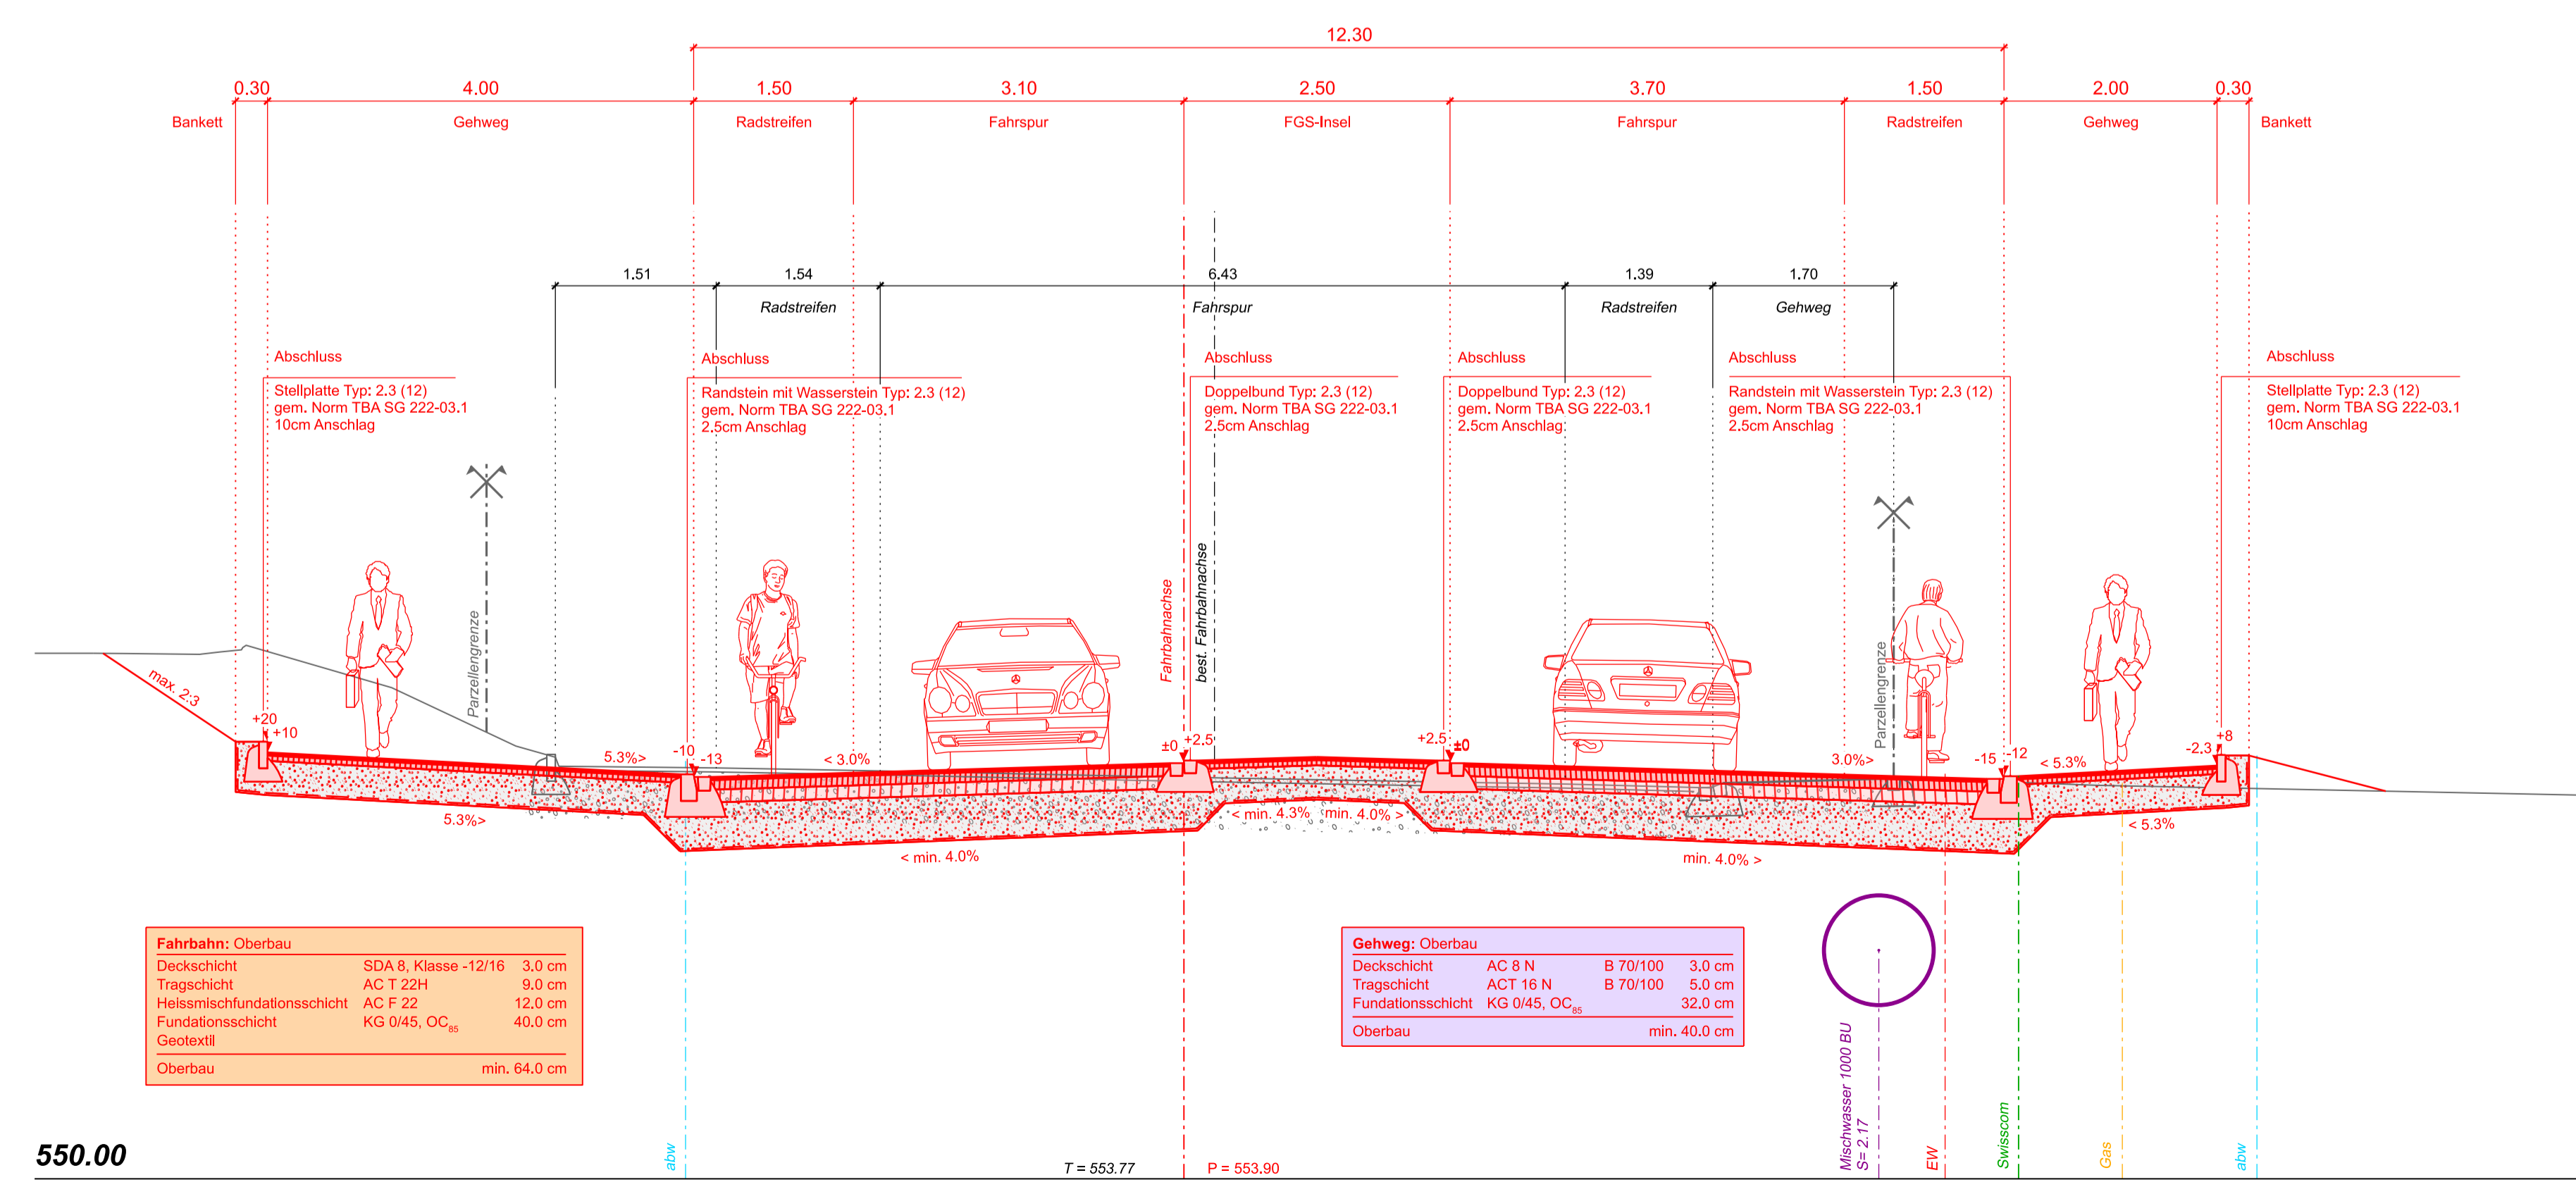 12.30
0.30 4.00 1.50 3.10 2.50 3.70 1.50 2.00 0.30
Bankett Gehweg Radstreifen Fahrspur FGS-Insel Fahrspur Radstreifen Gehweg Bankett
1.51 1.54 6.43 1.39 1.70
Radstreifen Fahrspur Radstreifen Gehweg
Abschluss
Stellplatte Typ: 2.3 (12)
gem. Norm TBA SG 222-03.1
10cm Anschlag
Abschluss
Randstein mit Wasserstein Typ: 2.3 (12)
gem. Norm TBA SG 222-03.1
2.5cm Anschlag
Abschluss
Doppelbund Typ: 2.3 (12)
gem. Norm TBA SG 222-03.1
2.5cm Anschlag
Abschluss
Doppelbund Typ: 2.3 (12)
gem. Norm TBA SG 222-03.1
2.5cm Anschlag
Abschluss
Randstein mit Wasserstein Typ: 2.3 (12)
gem. Norm TBA SG 222-03.1
2.5cm Anschlag
Abschluss
Stellplatte Typ: 2.3 (12)
gem. Norm TBA SG 222-03.1
10cm Anschlag
Parzellengrenze
Fahrbahnachse
best. Fahrbahnachse
Parzellengrenze
max. 2:3
+20
+10
5.3%>
-10
-13
< 3.0%
±0
+2.5
+2.5
±0
3.0%>
-15
-12
< 5.3%
-2.3
+8
5.3%>
< min. 4.0%
< min. 4.3%
min. 4.0% >
min. 4.0% >
< 5.3%
Fahrbahn: Oberbau
Deckschicht SDA 8, Klasse -12/16 3.0 cm
Tragschicht AC T 22H 9.0 cm
Heissmischfundationsschicht AC F 22 12.0 cm
Fundationsschicht KG 0/45, OC85 40.0 cm
Geotextil
Oberbau min. 64.0 cm
Gehweg: Oberbau
Deckschicht AC 8 N B 70/100 3.0 cm
Tragschicht ACT 16 N B 70/100 5.0 cm
Fundationsschicht KG 0/45, OC85 32.0 cm
Oberbau min. 40.0 cm
550.00
abw
T = 553.77
P = 553.90
Mischwasser 1000 BU
S= 2.17
EW
Swisscom
Gas
abw